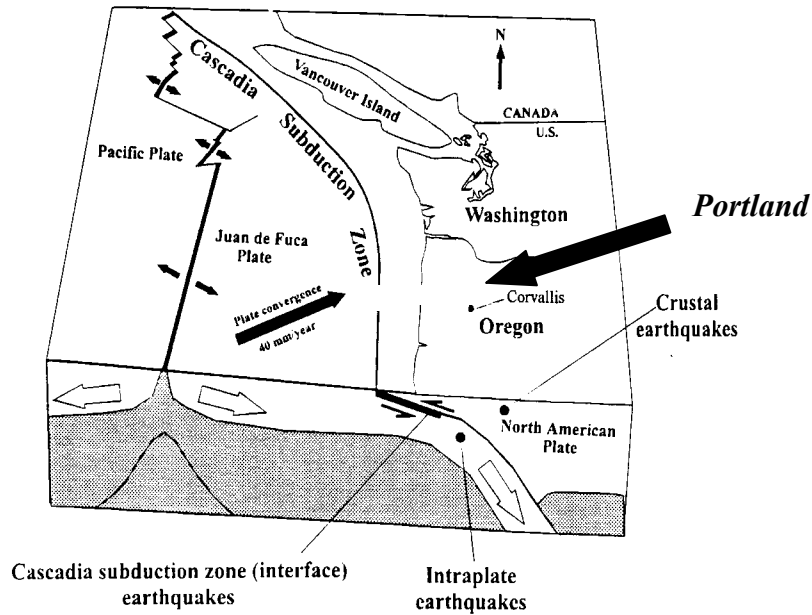 N
Cascadia
Subduction
Zone
Vancouver Island
CANADA
U.S.
Pacific Plate
Washington
Portland
Juan de Fuca
Plate
Plate convergence
40 mm/year
Corvallis
Oregon
Crustal
earthquakes
North American
Plate
Cascadia subduction zone (interface)
earthquakes
Intraplate
earthquakes